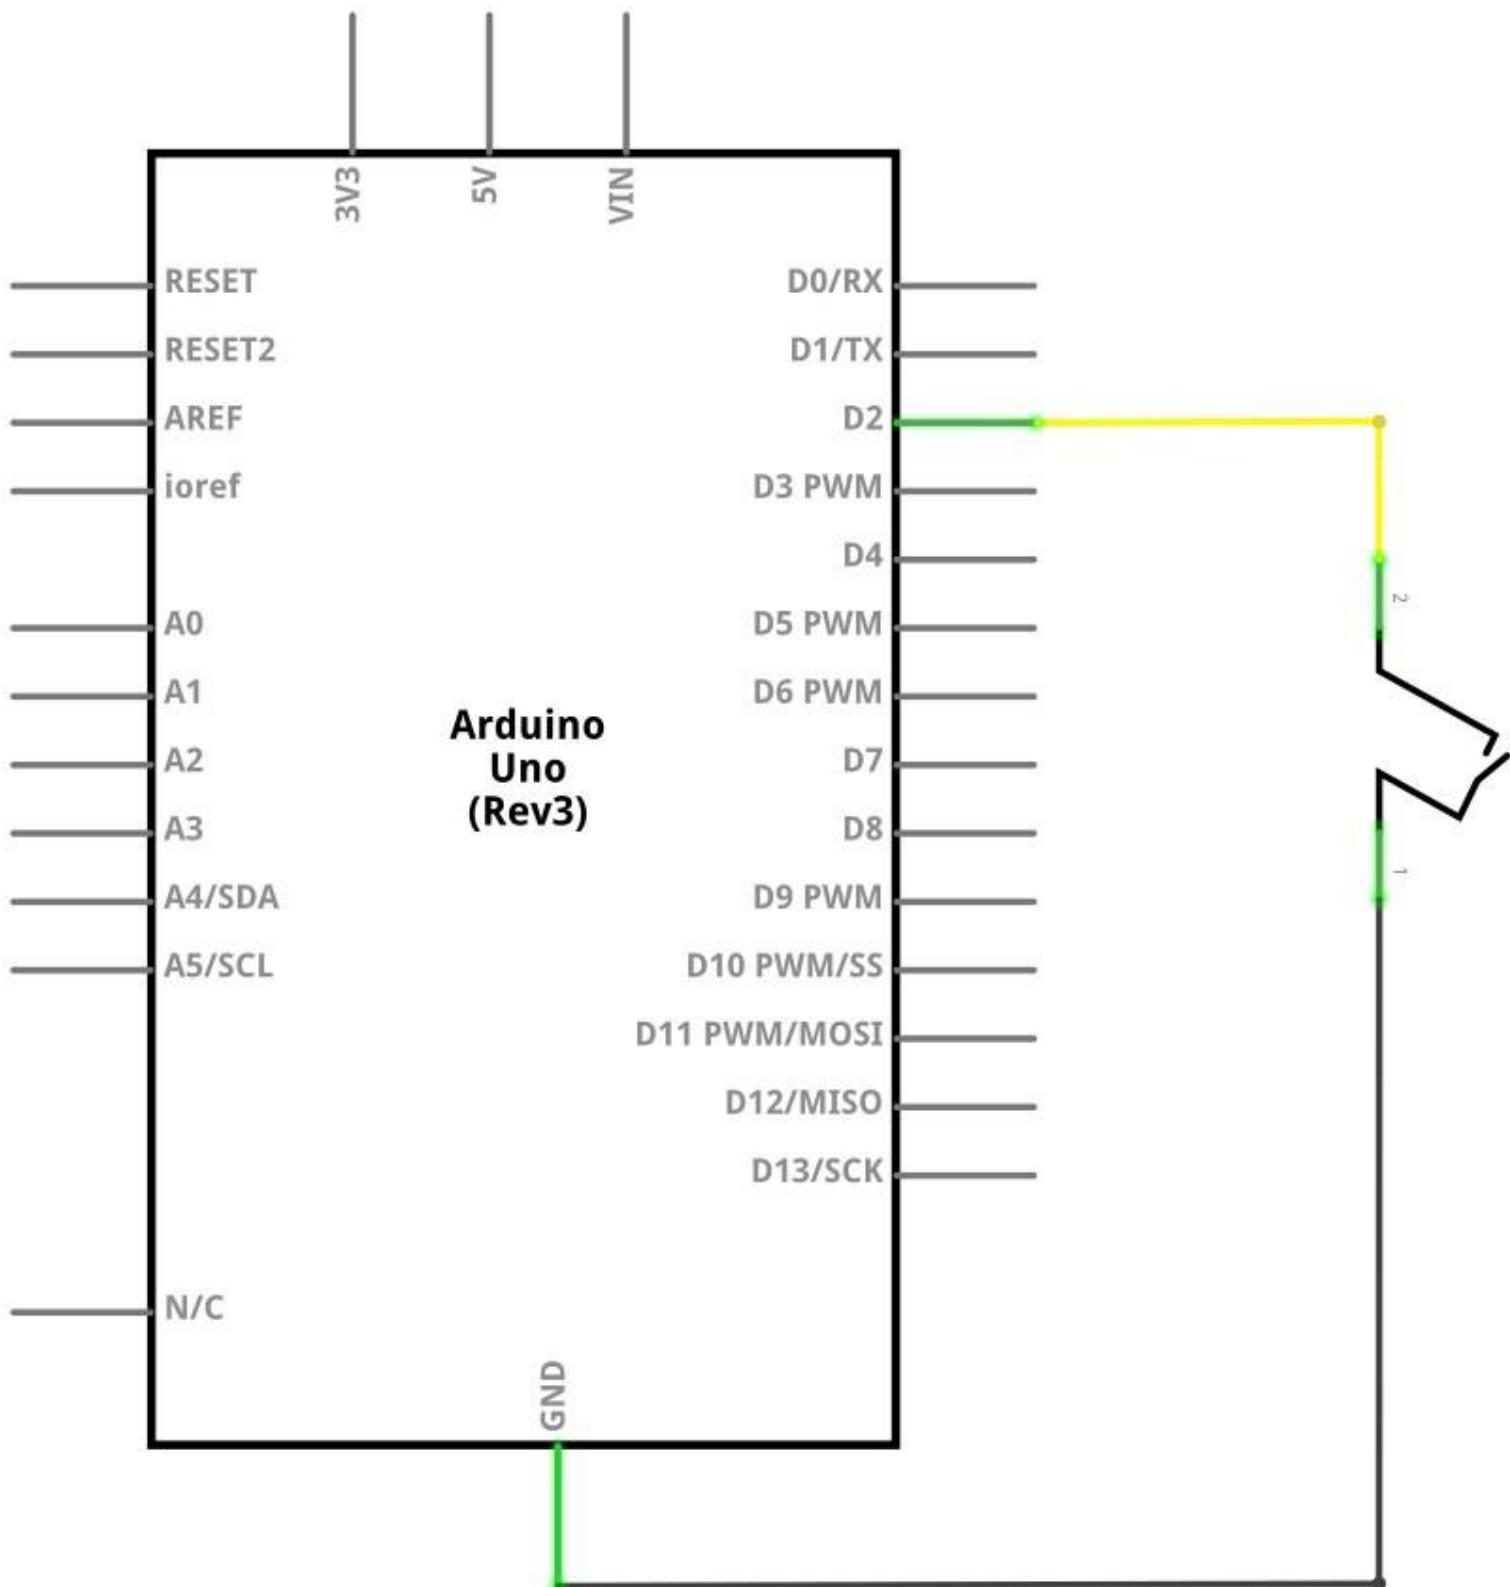 3V3
5V
VIN
RESET
RESET2
AREF
ioref
A0
A1
A2
A3
A4/SDA
A5/SCL
N/C
Arduino
Uno
(Rev3)
D0/RX
D1/TX
D2
D3 PWM
D4
D5 PWM
D6 PWM
D7
D8
D9 PWM
D10 PWM/SS
D11 PWM/MOSI
D12/MISO
D13/SCK
GND
2
1